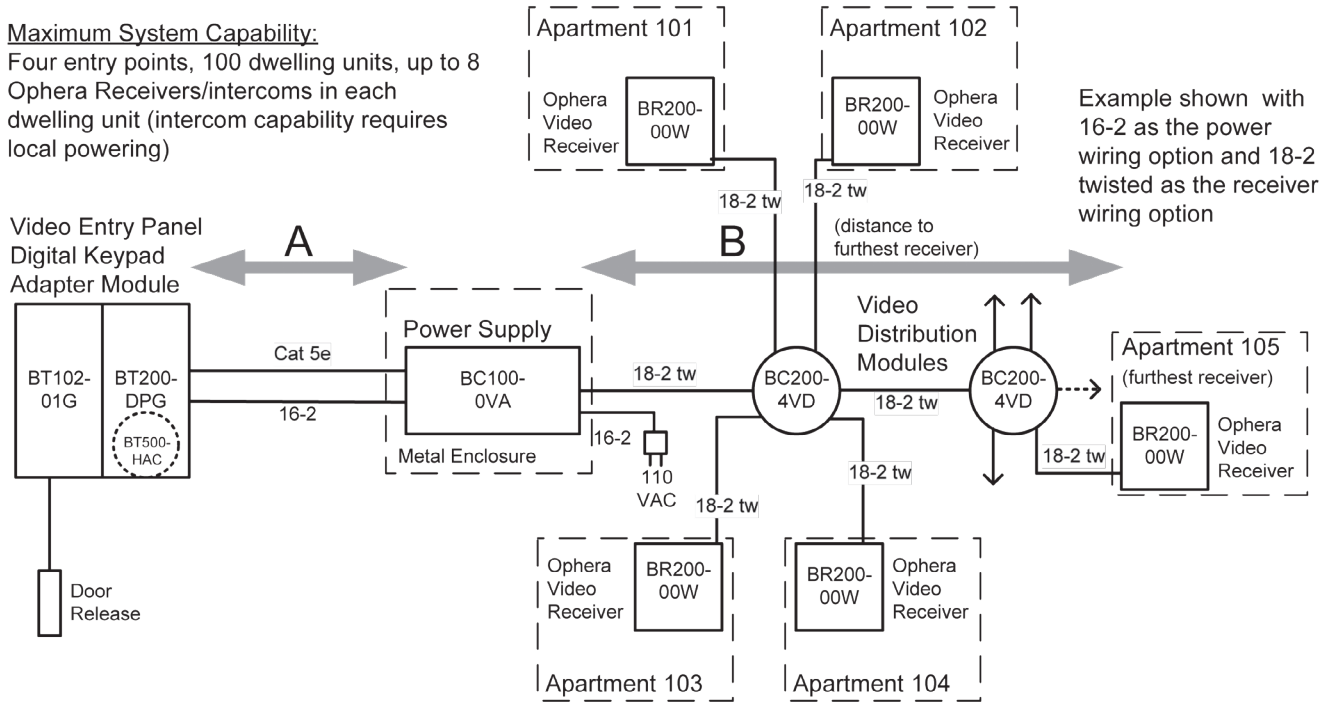 Maximum System Capability:
Four entry points, 100 dwelling units, up to 8
Ophera Receivers/intercoms in each
dwelling unit (intercom capability requires
local powering)
Apartment 101
Ophera
Video
Receiver
BR200-
00W
18-2 tw
Apartment 102
BR200-
00W
Ophera
Video
Receiver
18-2 tw
Example shown with
16-2 as the power
wiring option and 18-2
twisted as the receiver
wiring option
Video Entry Panel
Digital Keypad
Adapter Module
A
B
(distance to
furthest receiver)
BT102-
01G
BT200-
DPG
BT500-
HAC
Cat 5e
16-2
Power Supply
BC100-
0VA
Metal Enclosure
18-2 tw
16-2
110
VAC
BC200-
4VD
18-2 tw
Video
Distribution
Modules
BC200-
4VD
18-2 tw
Apartment 105
(furthest receiver)
BR200-
00W
Ophera
Video
Receiver
18-2 tw
18-2 tw
Door
Release
Ophera
Video
Receiver
BR200-
00W
Apartment 103
BR200-
00W
Ophera
Video
Receiver
Apartment 104